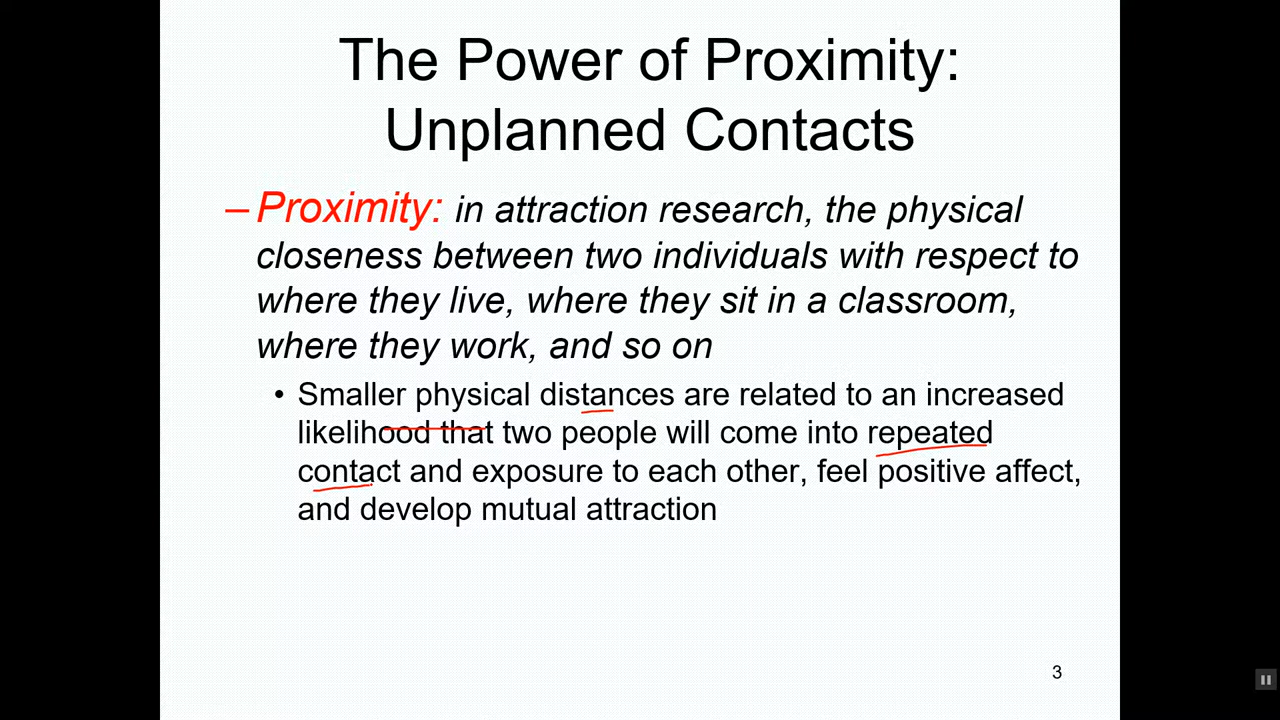 The Power of Proximity:
Unplanned Contacts
– Proximity: in attraction research, the physical
closeness between two individuals with respect to
where they live, where they sit in a classroom,
where they work, and so on
• Smaller physical distances are related to an increased
likelihood that two people will come into repeated
contact and exposure to each other, feel positive affect,
and develop mutual attraction
3